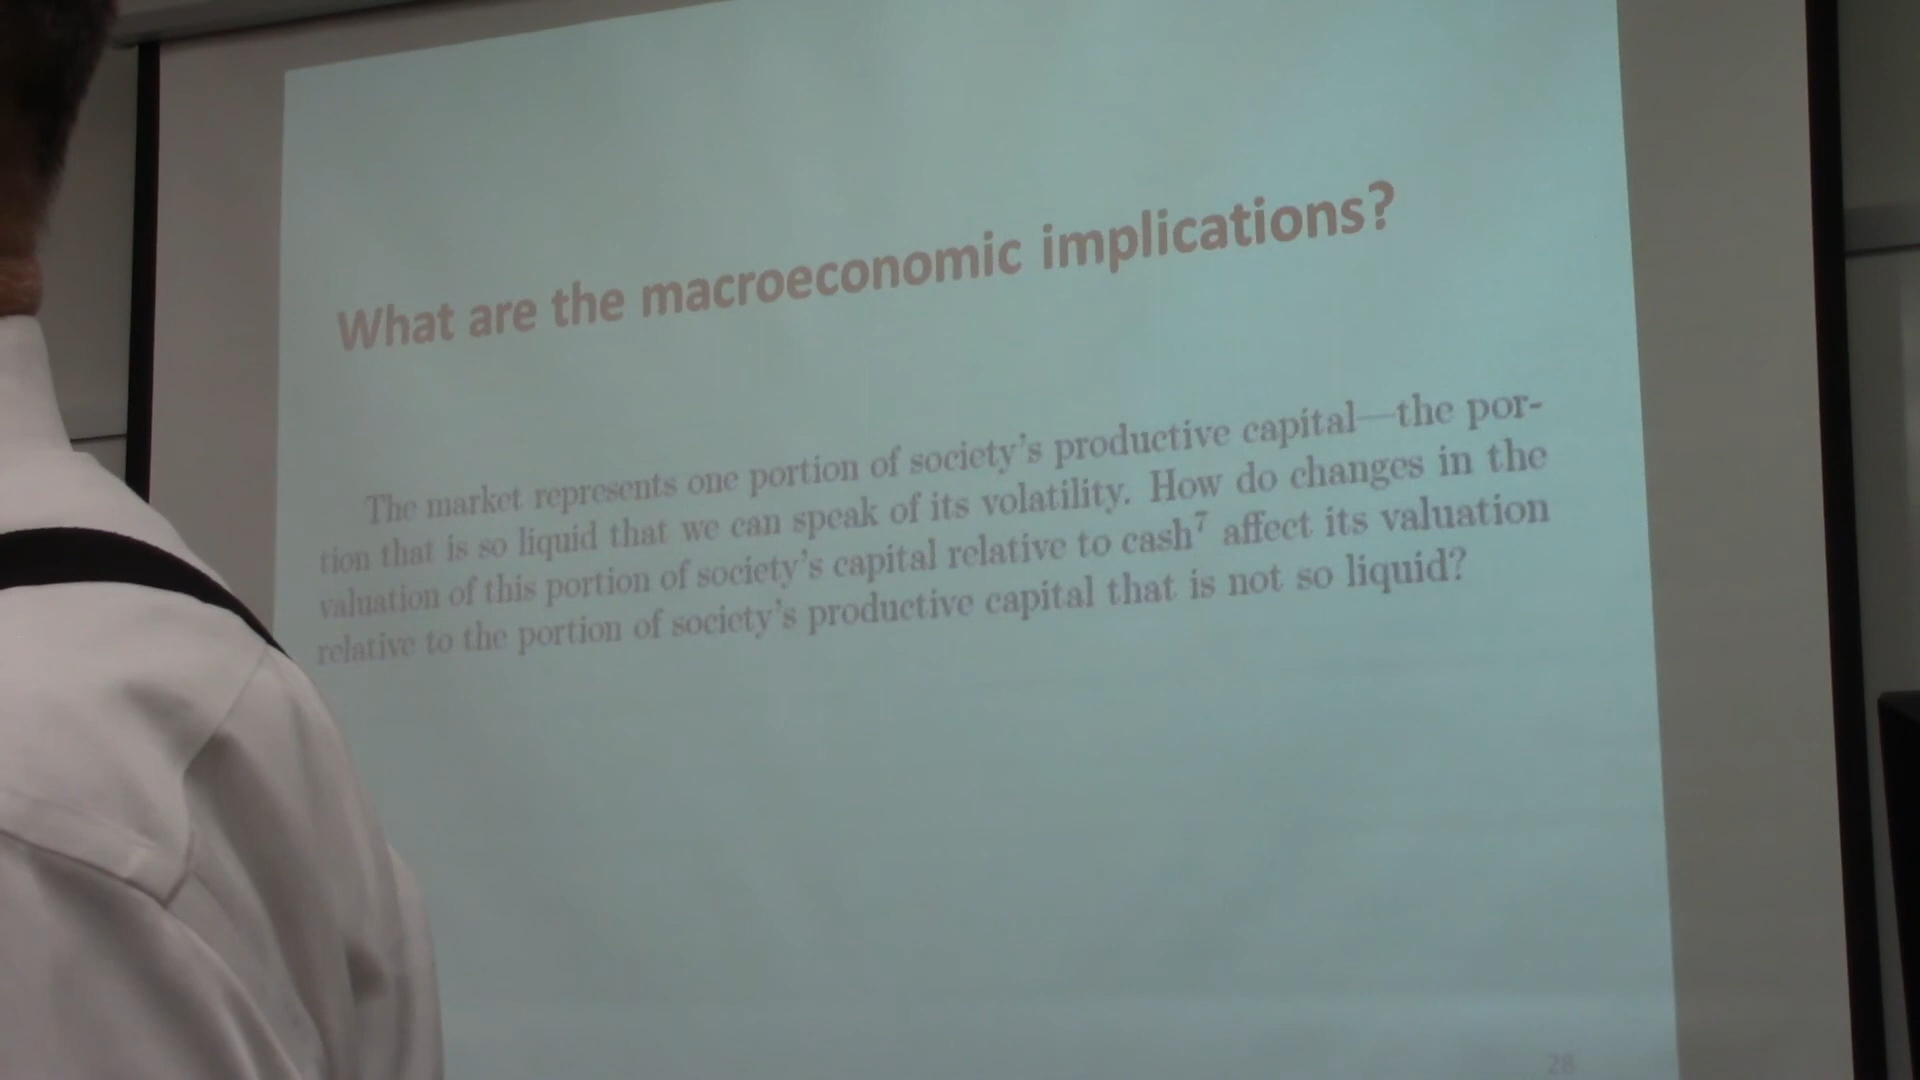 What are the macroeconomic implications?
The market represents one portion of society's productive capital—the por-
tion that is so liquid that we can speak of its volatility. How do changes in the
valuation of this portion of society's capital relative to cash⁷ affect its valuation
relative to the portion of society's productive capital that is not so liquid?
28